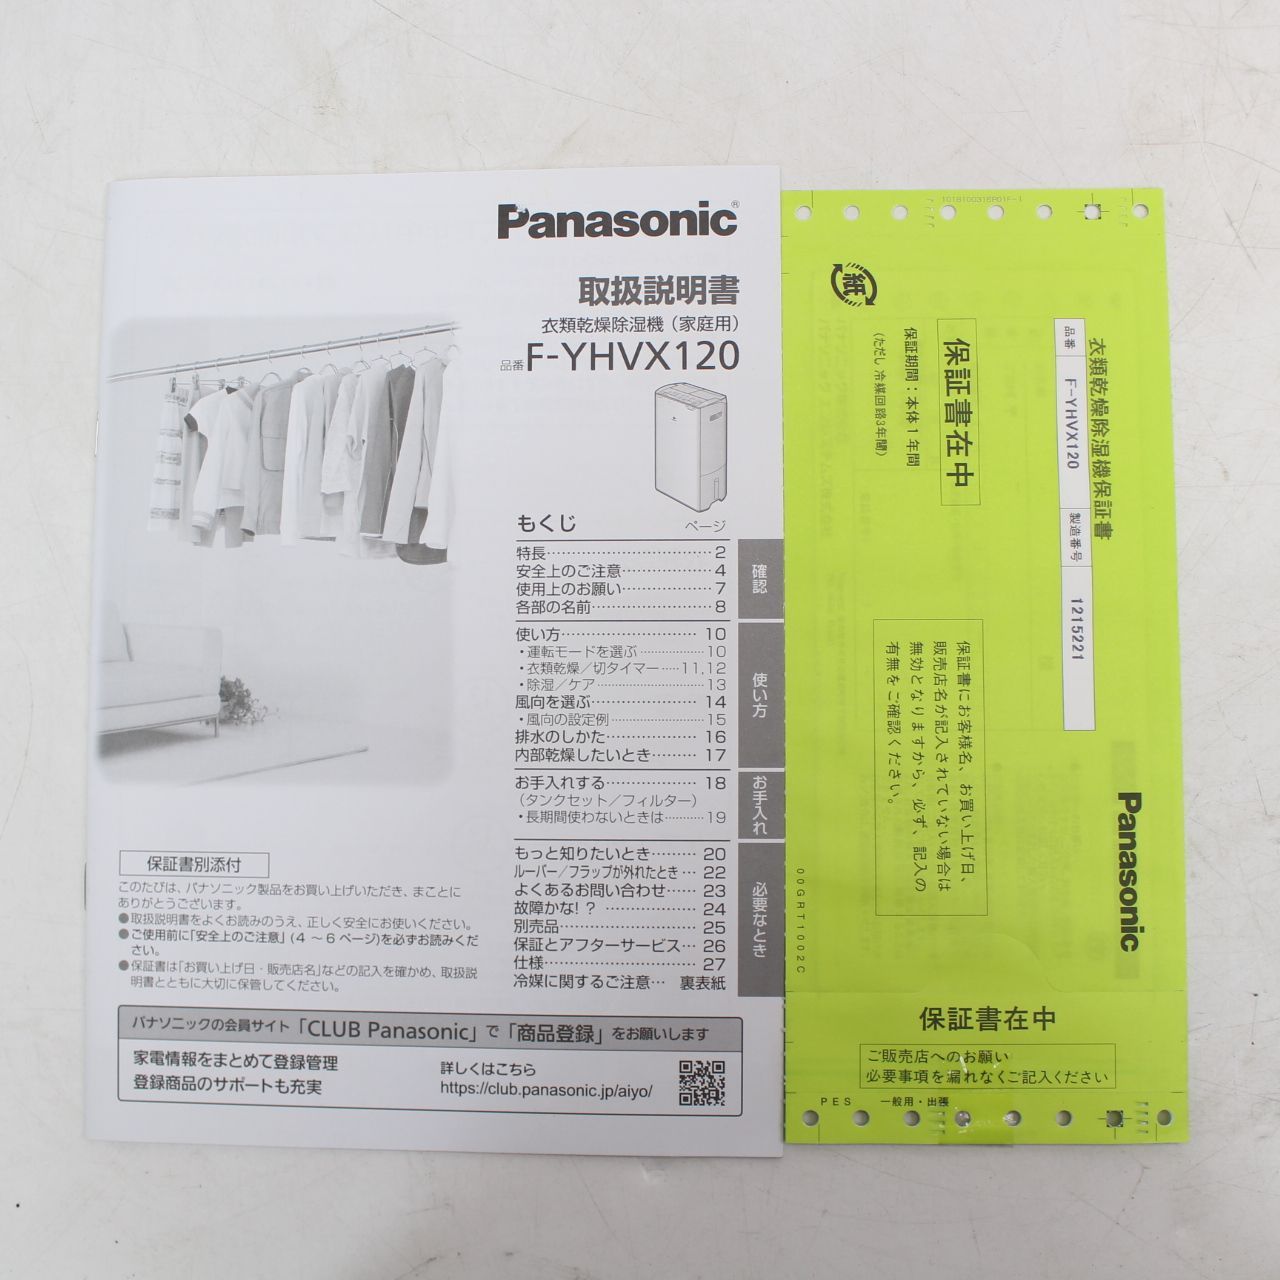 Panasonic®
取扱説明書
衣類乾燥除湿機（家庭用）
品番 F-YHVX120
もくじ ページ
特長 2
安全上のご注意 4
使用上のお願い 7
各部の名前 8
確認
使い方 10
・運転モードを選ぶ 10
・衣類乾燥／切タイマー 11,12
・除湿／ケア 13
風向を選ぶ 14
・風向の設定例 15
排水のしかた 16
内部乾燥したいとき 17
使い方
お手入れする 18
（タンクセット／フィルター）
・長期間使わないときは 19
お手入れ
もっと知りたいとき 20
ルーバー／フラップが外れたとき 22
よくあるお問い合わせ 23
故障かな!? 24
別売品 25
保証とアフターサービス 26
仕様 27
冷媒に関するご注意 裏表紙
必要なとき
保証書別添付
このたびは、パナソニック製品をお買い上げいただき、まことに
ありがとうございます。
●取扱説明書をよくお読みのうえ、正しく安全にお使いください。
●ご使用前に「安全上のご注意」(4 ～ 6 ページ)を必ずお読みくだ
さい。
●保証書は「お買い上げ日・販売店名」などの記入を確かめ、取扱説
明書とともに大切に保管してください。
パナソニックの会員サイト「CLUB Panasonic」で「商品登録」をお願いします
家電情報をまとめて登録管理
登録商品のサポートも充実
詳しくはこちら
https://club.panasonic.jp/aiyo/
1018100316P01F-1
紙
衣類乾燥除湿機保証書
品番 F-YHVX120 製造番号 1215221
保証書在中
保証期間：本体１年間
（ただし 冷媒回路3年間）
Panasonic
保証書にお客様名、お買い上げ日、
販売店名が記入されていない場合は
無効となりますから、必ず、記入の
有無をご確認ください。
00GRT1002C
保証書在中
ご販売店へのお願い
必要事項を漏れなくご記入ください
PES 一般用・出張